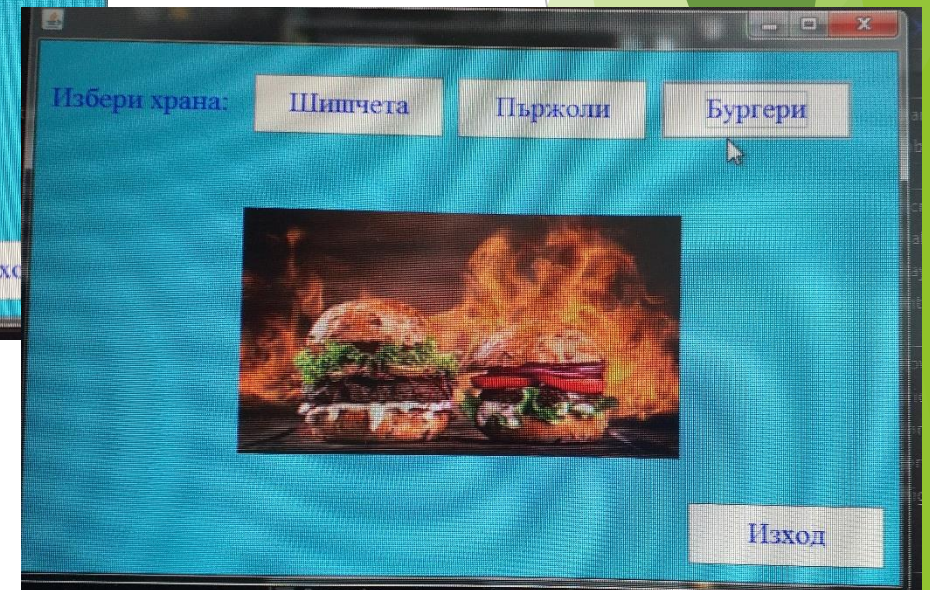 Избери храна:
Шишчета
Пържоли
Бургери
Изход